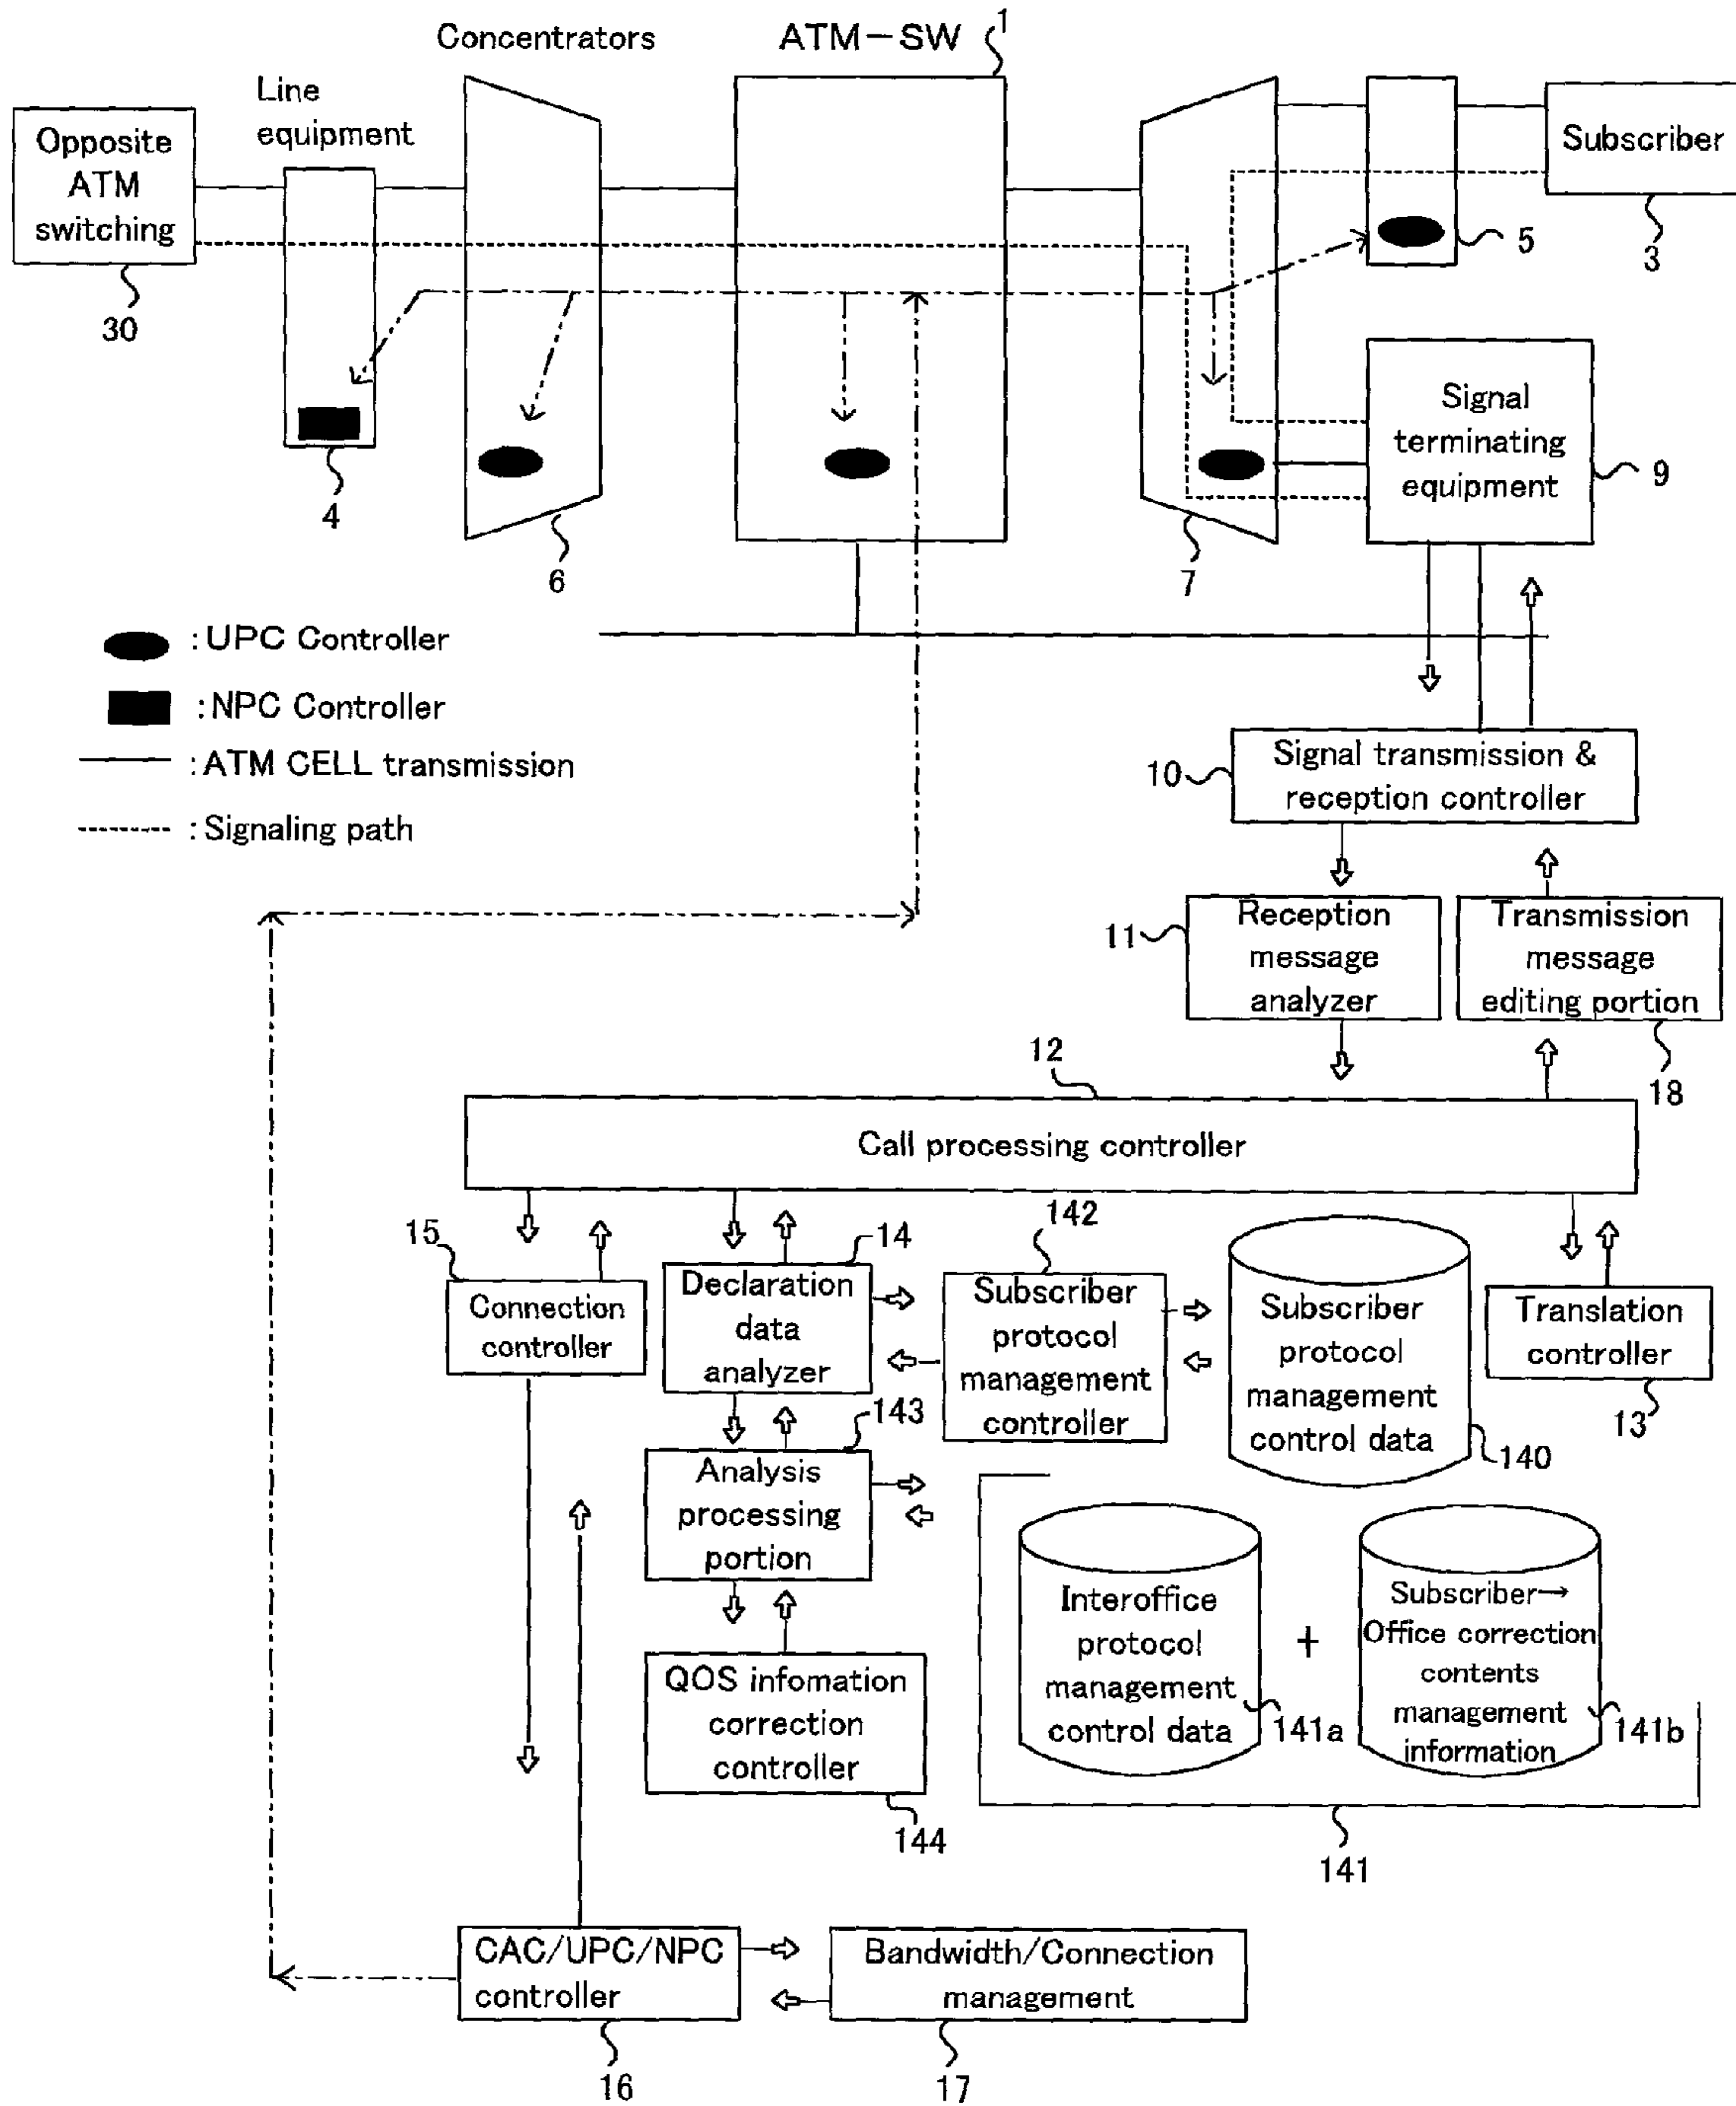 Concentrators
ATM-SW
1
Line
equipment
Opposite
ATM
switching
30
4
6
7
Subscriber
3
5
Signal
terminating
equipment
9
:UPC Controller
:NPC Controller
:ATM CELL transmission
:Signaling path
10
Signal transmission &
reception controller
11
Reception
message
analyzer
Transmission
message
editing portion
18
12
Call processing controller
15
Connection
controller
14
Declaration
data
analyzer
142
Subscriber
protocol
management
controller
Subscriber
protocol
management
control data
140
Translation
controller
13
143
Analysis
processing
portion
QOS infomation
correction
controller
144
Interoffice
protocol
management
control data
141a
+
Subscriber→
Office correction
contents
management
information
141b
141
CAC/UPC/NPC
controller
16
Bandwidth/Connection
management
17